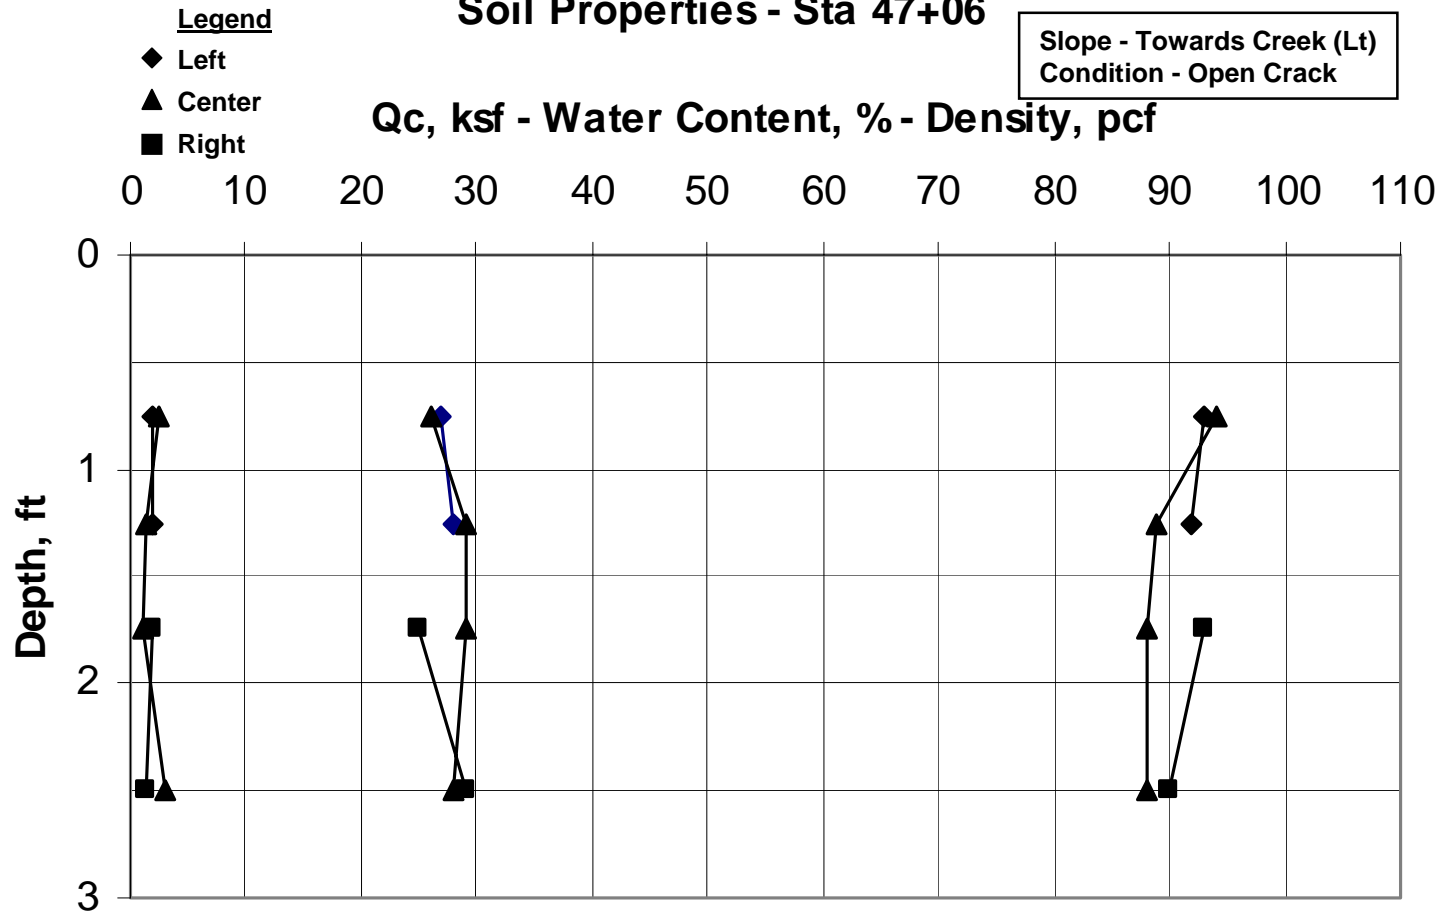 Soil Properties - Sta 47+06
Legend
Left
Center
Right
Slope - Towards Creek (Lt)
Condition - Open Crack
Qc, ksf - Water Content, % - Density, pcf
0 10 20 30 40 50 60 70 80 90 100 110
0
1
2
3
Depth, ft